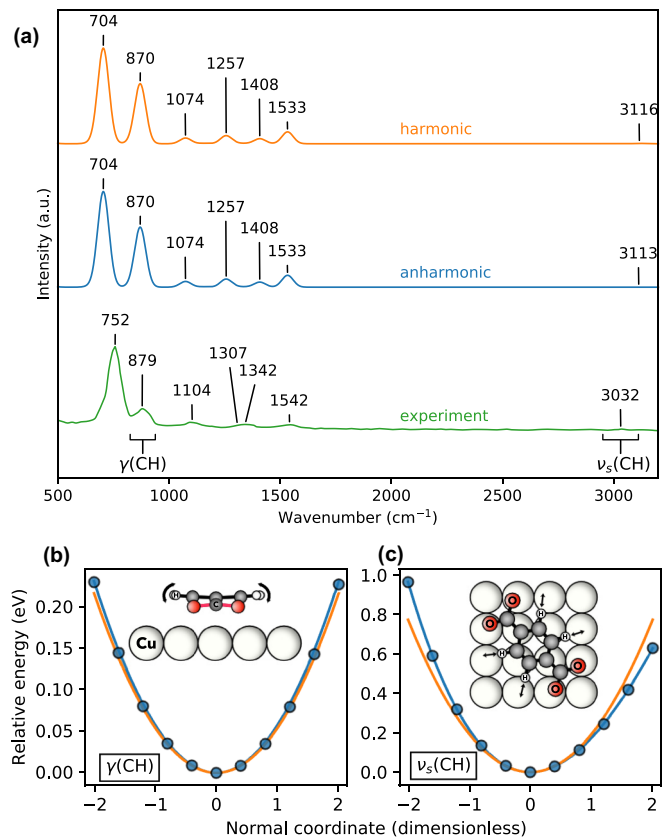 (a)
704
870
1074
1257
1408
1533
3116
harmonic
704
870
1074
1257
1408
1533
3113
anharmonic
752
879
1104
1307
1342
1542
3032
experiment
γ(CH)
νs(CH)
Intensity (a.u.)
500 1000 1500 2000 2500 3000
Wavenumber (cm⁻¹)
(b)
Relative energy (eV)
0.20
0.15
0.10
0.05
0.00
H C H
Cu
γ(CH)
−2 −1 0 1 2
(c)
1.0
0.8
0.6
0.4
0.2
0.0
O O
H H
H H
O O
νs(CH)
−2 −1 0 1 2
Normal coordinate (dimensionless)